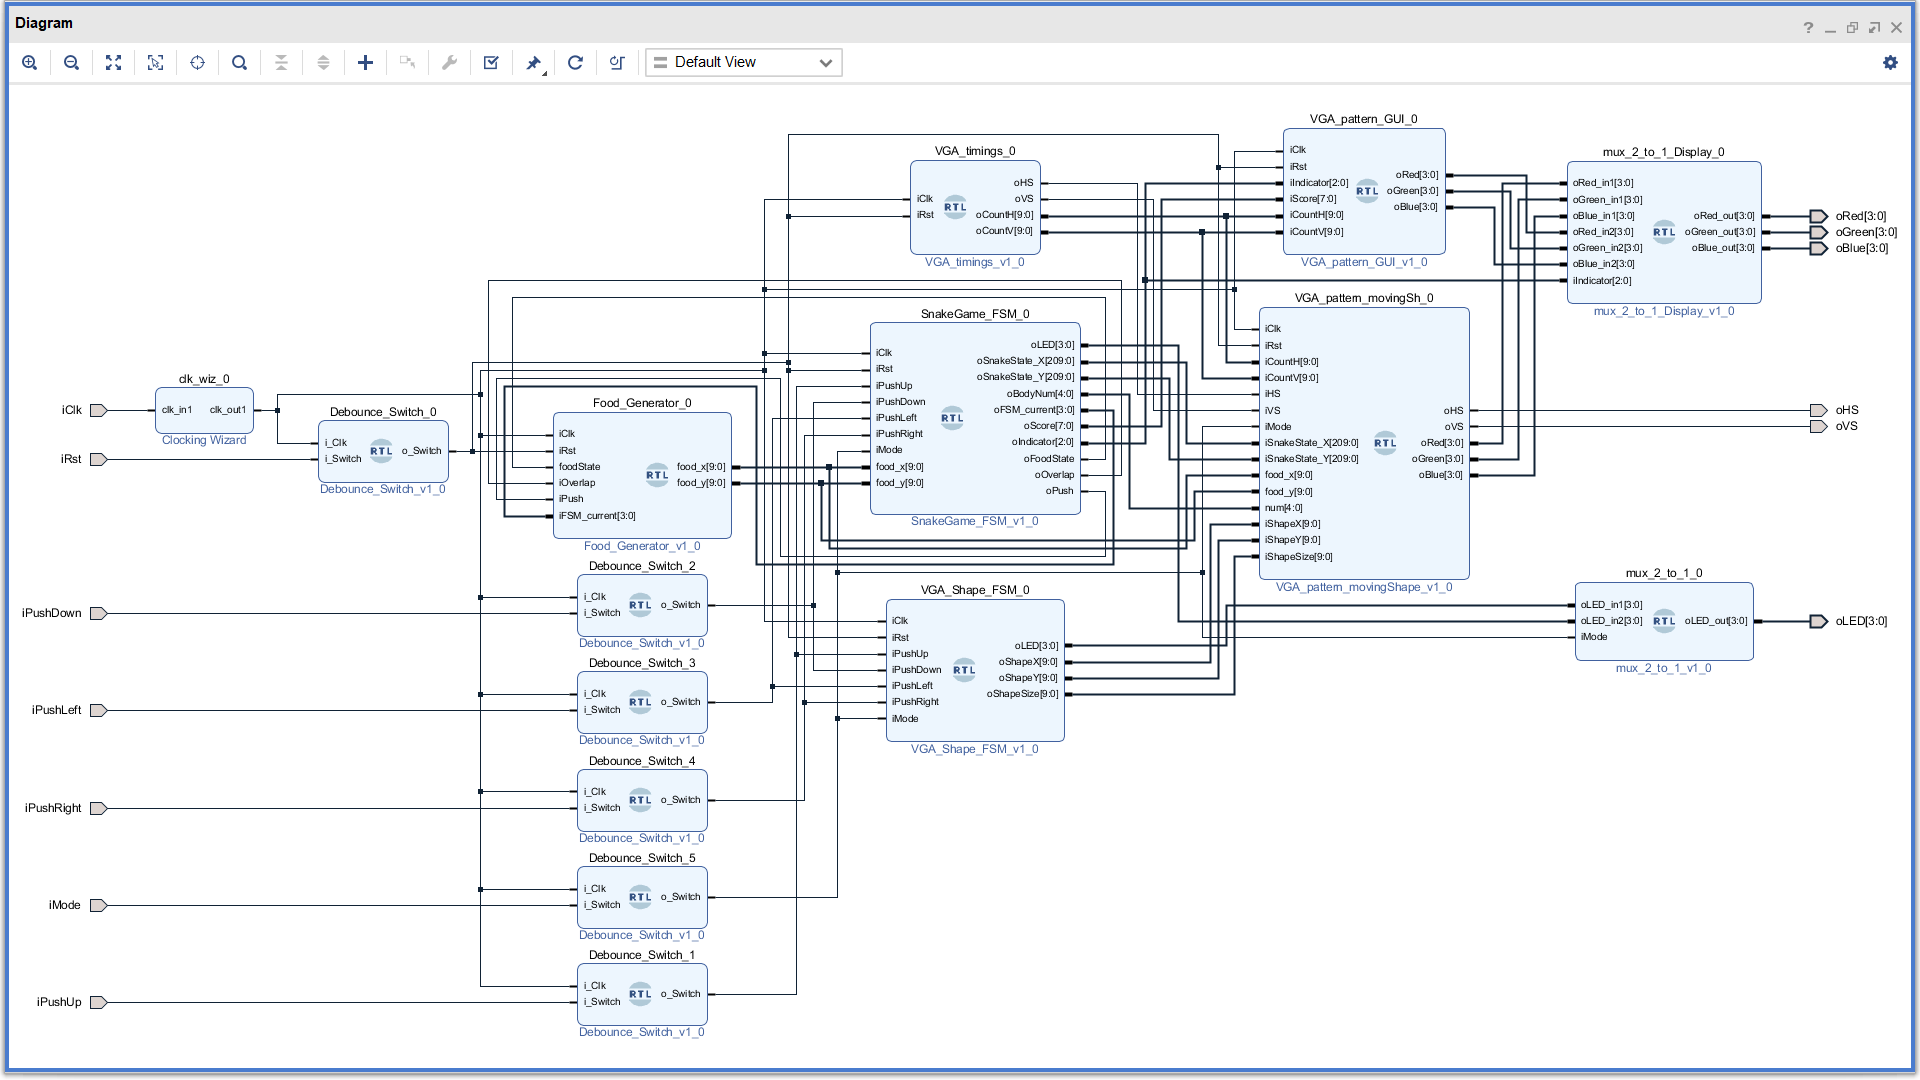 Diagram
Default View
clk_wiz_0
iClk
clk_in1
clk_out1
Clocking Wizard
iRst
Debounce_Switch_0
i_Clk
i_Switch
RTL
o_Switch
Debounce_Switch_v1_0
Food_Generator_0
iClk
iRst
foodState
iOverlap
iPush
iFSM_current[3:0]
RTL
food_x[9:0]
food_y[9:0]
Food_Generator_v1_0
iPushDown
Debounce_Switch_2
i_Clk
i_Switch
RTL
o_Switch
Debounce_Switch_v1_0
iPushLeft
Debounce_Switch_3
i_Clk
i_Switch
RTL
o_Switch
Debounce_Switch_v1_0
iPushRight
Debounce_Switch_4
i_Clk
i_Switch
RTL
o_Switch
Debounce_Switch_v1_0
iMode
Debounce_Switch_5
i_Clk
i_Switch
RTL
o_Switch
Debounce_Switch_v1_0
iPushUp
Debounce_Switch_1
i_Clk
i_Switch
RTL
o_Switch
Debounce_Switch_v1_0
VGA_timings_0
iClk
iRst
RTL
oHS
oVS
oCountH[9:0]
oCountV[9:0]
VGA_timings_v1_0
SnakeGame_FSM_0
iClk
iRst
iPushUp
iPushDown
iPushLeft
iPushRight
iMode
food_x[9:0]
food_y[9:0]
RTL
oLED[3:0]
oSnakeState_X[209:0]
oSnakeState_Y[209:0]
oBodyNum[4:0]
oFSM_current[3:0]
oScore[7:0]
oIndicator[2:0]
oFoodState
oOverlap
oPush
SnakeGame_FSM_v1_0
VGA_Shape_FSM_0
iClk
iRst
iPushUp
iPushDown
iPushLeft
iPushRight
iMode
RTL
oLED[3:0]
oShapeX[9:0]
oShapeY[9:0]
oShapeSize[9:0]
VGA_Shape_FSM_v1_0
VGA_pattern_GUI_0
iClk
iRst
iIndicator[2:0]
iScore[7:0]
iCountH[9:0]
iCountV[9:0]
RTL
oRed[3:0]
oGreen[3:0]
oBlue[3:0]
VGA_pattern_GUI_v1_0
VGA_pattern_movingSh_0
iClk
iRst
iCountH[9:0]
iCountV[9:0]
iHS
iVS
iMode
iSnakeState_X[209:0]
iSnakeState_Y[209:0]
food_x[9:0]
food_y[9:0]
num[4:0]
iShapeX[9:0]
iShapeY[9:0]
iShapeSize[9:0]
RTL
oHS
oVS
oRed[3:0]
oGreen[3:0]
oBlue[3:0]
VGA_pattern_movingShape_v1_0
mux_2_to_1_Display_0
oRed_in1[3:0]
oGreen_in1[3:0]
oBlue_in1[3:0]
oRed_in2[3:0]
oGreen_in2[3:0]
oBlue_in2[3:0]
iIndicator[2:0]
RTL
oRed_out[3:0]
oGreen_out[3:0]
oBlue_out[3:0]
mux_2_to_1_Display_v1_0
oRed[3:0]
oGreen[3:0]
oBlue[3:0]
oHS
oVS
mux_2_to_1_0
oLED_in1[3:0]
oLED_in2[3:0]
iMode
RTL
oLED_out[3:0]
mux_2_to_1_v1_0
oLED[3:0]